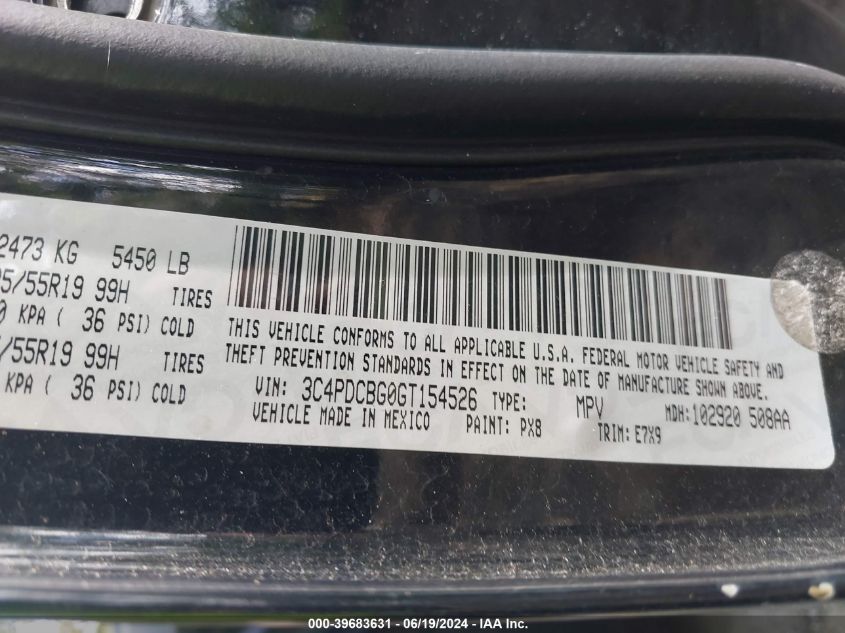 2473 KG 5450 LB
5/55R19 99H TIRES
0 KPA ( 36 PSI) COLD
/55R19 99H TIRES
KPA ( 36 PSI) COLD
THIS VEHICLE CONFORMS TO ALL APPLICABLE U.S.A. FEDERAL MOTOR VEHICLE SAFETY AND
THEFT PREVENTION STANDARDS IN EFFECT ON THE DATE OF MANUFACTURE SHOWN ABOVE.
VIN: 3C4PDCBG0GT154526 TYPE: MPV MDH: 102920 508AA
VEHICLE MADE IN MEXICO PAINT: PX8 TRIM: E7X9
000-39683631 - 06/19/2024 - IAA Inc.